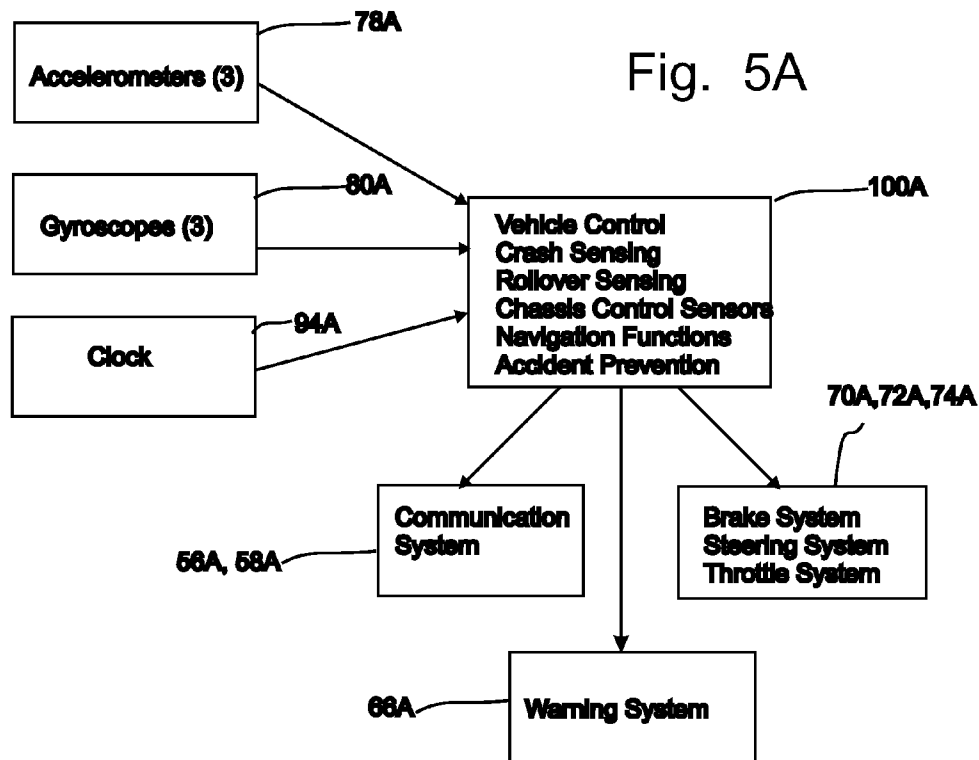 78A
Fig. 5A
Accelerometers (3)
80A
100A
Gyroscopes (3)
Vehicle Control
Crash Sensing
Rollover Sensing
Chassis Control Sensors
Navigation Functions
Accident Prevention
94A
Clock
70A,72A,74A
Communication
System
56A, 58A
Brake System
Steering System
Throttle System
66A
Warning System